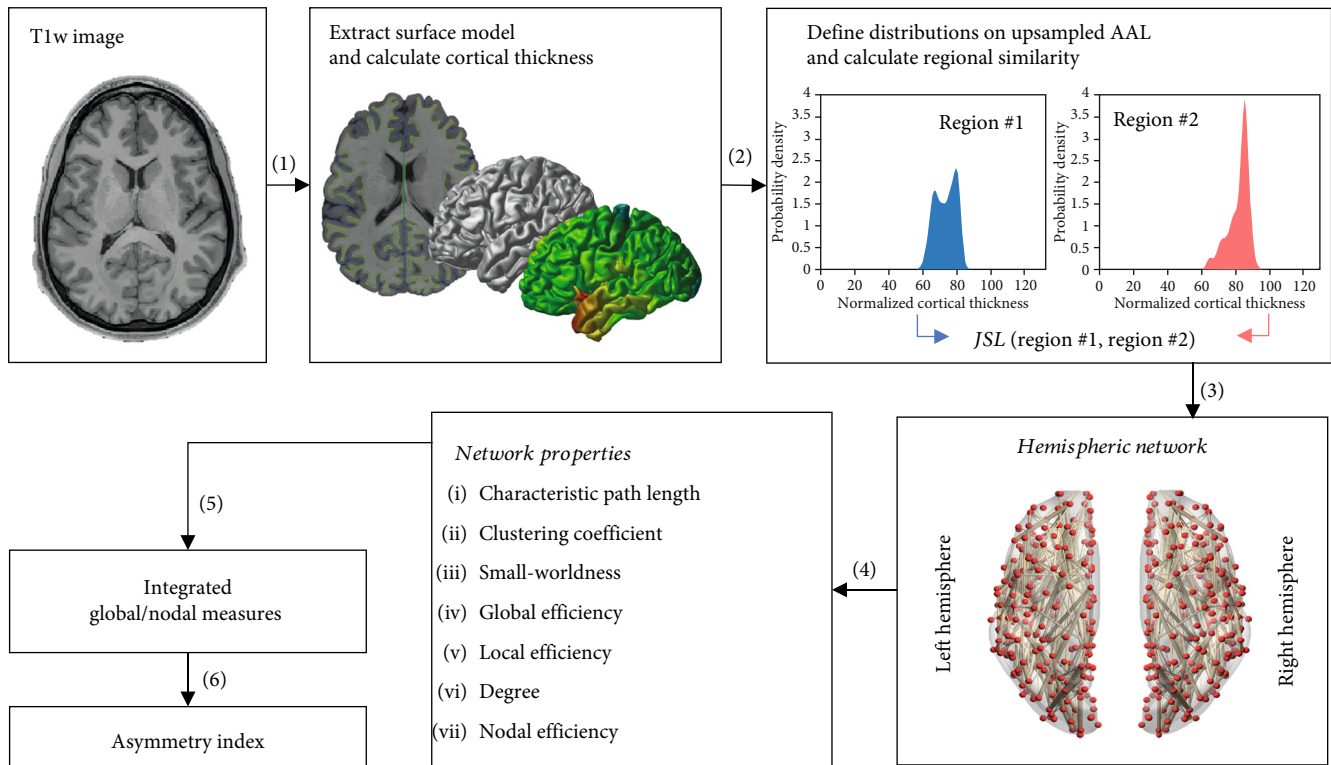 T1w image
(1)
Extract surface model
and calculate cortical thickness
(2)
Define distributions on upsampled AAL
and calculate regional similarity
Probability density
4
3.5
3
2.5
2
1.5
1
0.5
0
Region #1
0 20 40 60 80 100 120
Normalized cortical thickness
Probability density
4
3.5
3
2.5
2
1.5
1
0.5
0
Region #2
0 20 40 60 80 100 120
Normalized cortical thickness
JSL (region #1, region #2)
(3)
Hemispheric network
Left hemisphere
Right hemisphere
(4)
Network properties
(i) Characteristic path length
(ii) Clustering coefficient
(iii) Small-worldness
(iv) Global efficiency
(v) Local efficiency
(vi) Degree
(vii) Nodal efficiency
(5)
Integrated
global/nodal measures
(6)
Asymmetry index